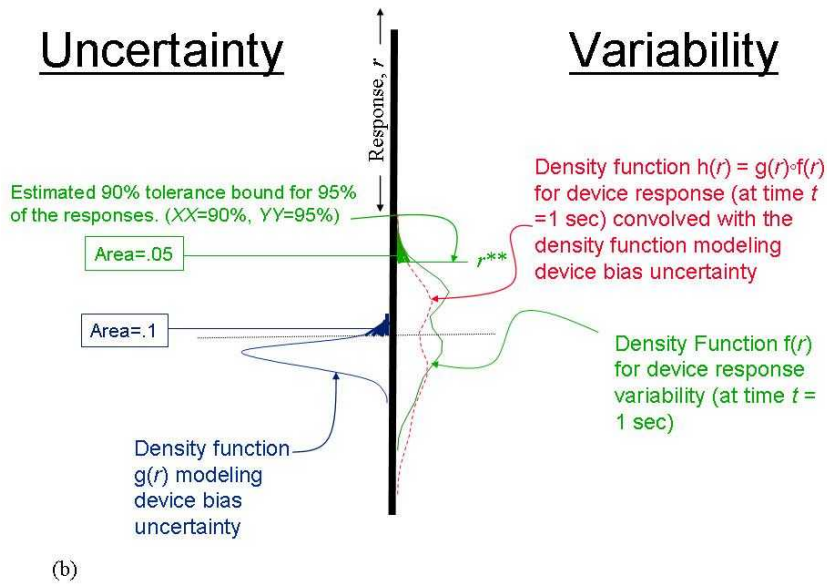 Uncertainty
Variability
Response, r
Estimated 90% tolerance bound for 95%
of the responses. (XX=90%, YY=95%)
Area=.05
Area=.1
Density function
g(r) modeling
device bias
uncertainty
r**
Density function h(r) = g(r)∘f(r)
for device response (at time t
=1 sec) convolved with the
density function modeling
device bias uncertainty
Density Function f(r)
for device response
variability (at time t =
1 sec)
(b)